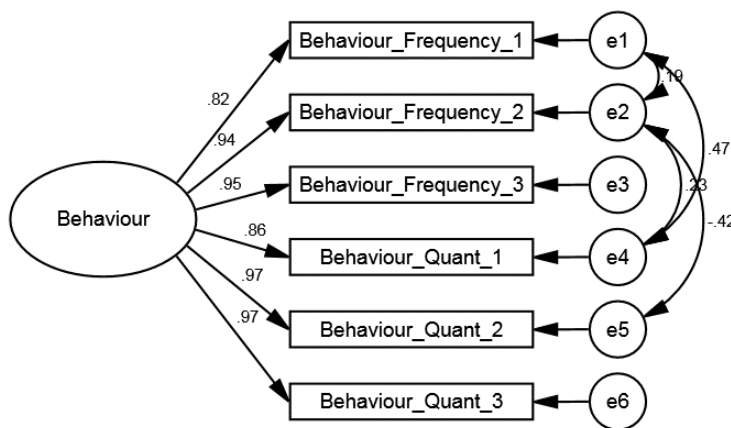 Behaviour_Frequency_1
e1
.82
.19
Behaviour_Frequency_2
e2
.94
.47
Behaviour_Frequency_3
e3
.95
.23
Behaviour
-.42
.86
Behaviour_Quant_1
e4
.97
Behaviour_Quant_2
e5
.97
Behaviour_Quant_3
e6